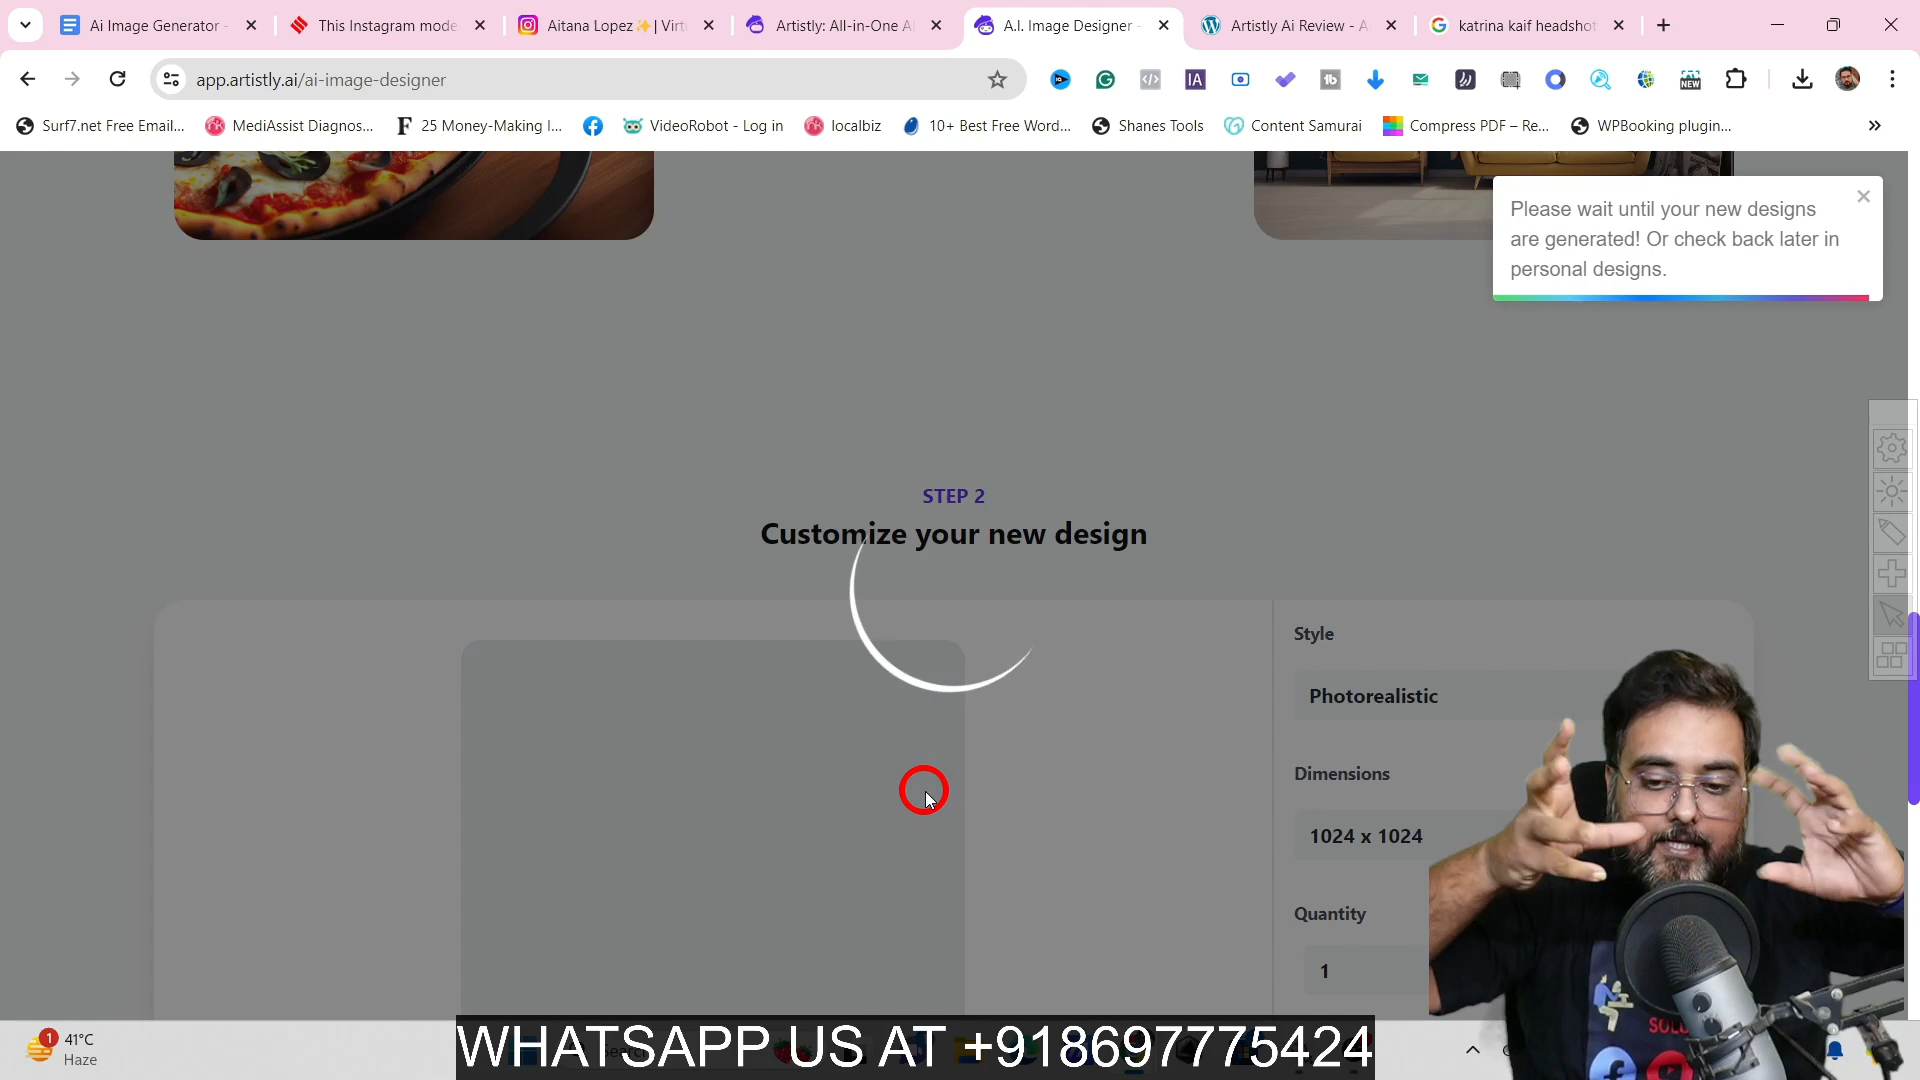 Ai Image Generator -
This Instagram mode
Aitana Lopez✨| Virtu
Artistly: All-in-One AI
A.I. Image Designer -
Artistly Ai Review - A
katrina kaif headshot
app.artistly.ai/ai-image-designer
Surf7.net Free Email...
MediAssist Diagnos...
25 Money-Making I...
VideoRobot - Log in
localbiz
10+ Best Free Word...
Shanes Tools
Content Samurai
Compress PDF – Re...
WPBooking plugin...
Please wait until your new designs
are generated! Or check back later in
personal designs.
STEP 2
Customize your new design
Style
Photorealistic
Dimensions
1024 x 1024
Quantity
1
1
41°C
Haze
WHATSAPP US AT +918697775424